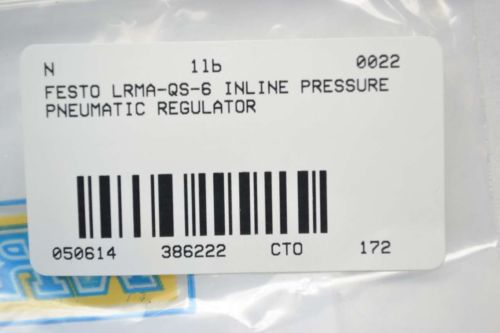 N 1lb 0022
FESTO LRMA-QS-6 INLINE PRESSURE
PNEUMATIC REGULATOR
050614 386222 CTO 172